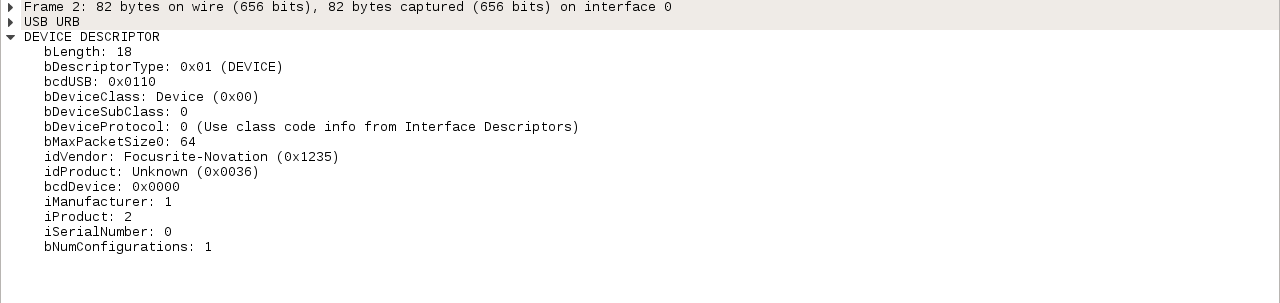 Frame 2: 82 bytes on wire (656 bits), 82 bytes captured (656 bits) on interface 0
USB URB
DEVICE DESCRIPTOR
bLength: 18
bDescriptorType: 0x01 (DEVICE)
bcdUSB: 0x0110
bDeviceClass: Device (0x00)
bDeviceSubClass: 0
bDeviceProtocol: 0 (Use class code info from Interface Descriptors)
bMaxPacketSize0: 64
idVendor: Focusrite-Novation (0x1235)
idProduct: Unknown (0x0036)
bcdDevice: 0x0000
iManufacturer: 1
iProduct: 2
iSerialNumber: 0
bNumConfigurations: 1